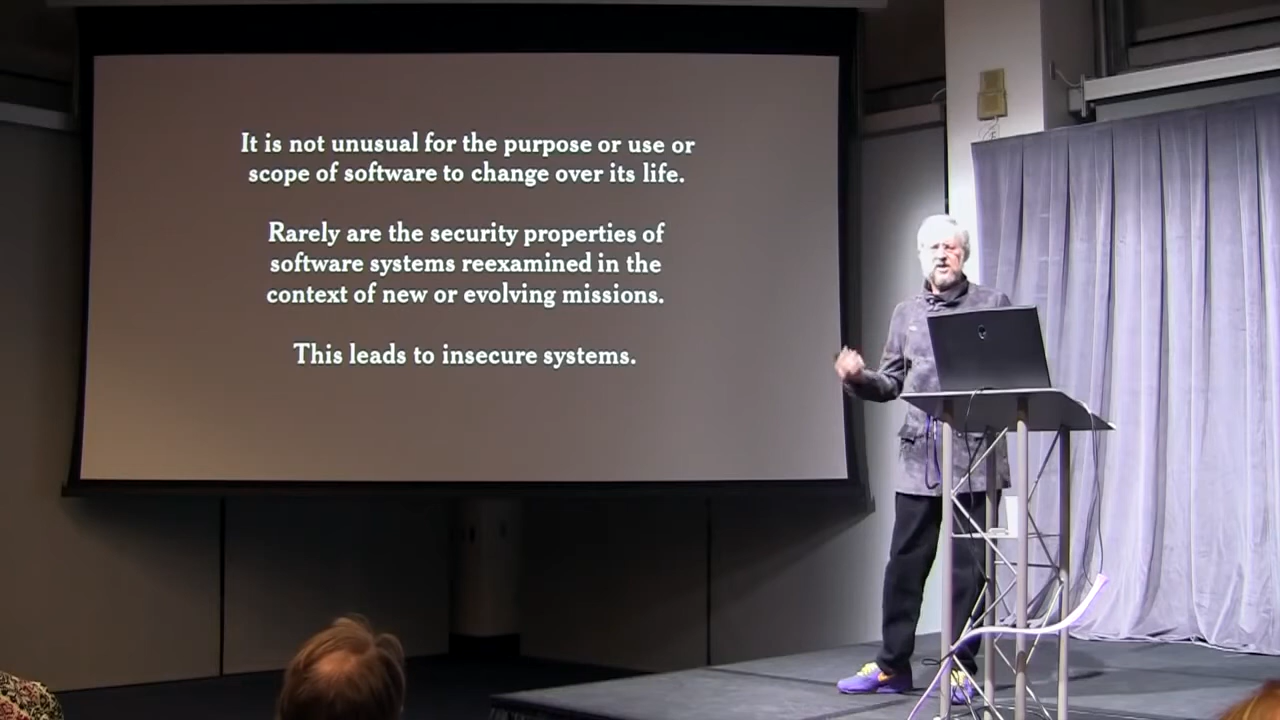 It is not unusual for the purpose or use or
scope of software to change over its life.
Rarely are the security properties of
software systems reexamined in the
context of new or evolving missions.
This leads to insecure systems.